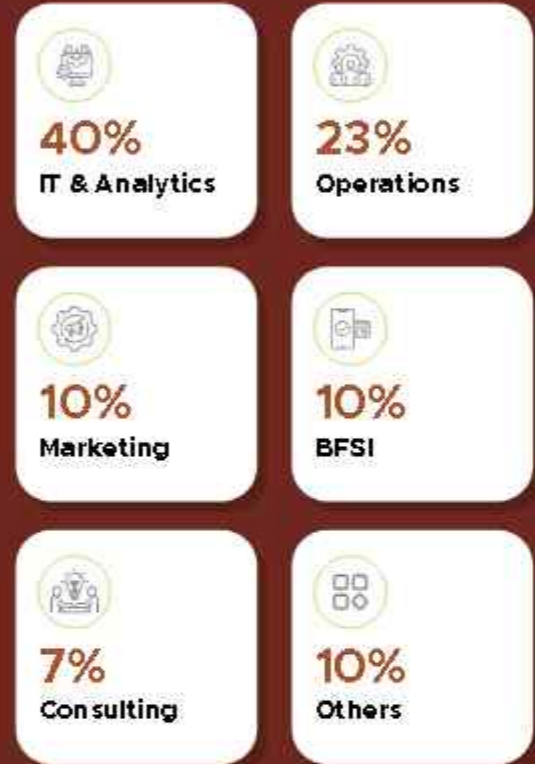 40%
IT & Analytics
23%
Operations
10%
Marketing
10%
BFSI
7%
Consulting
10%
Others